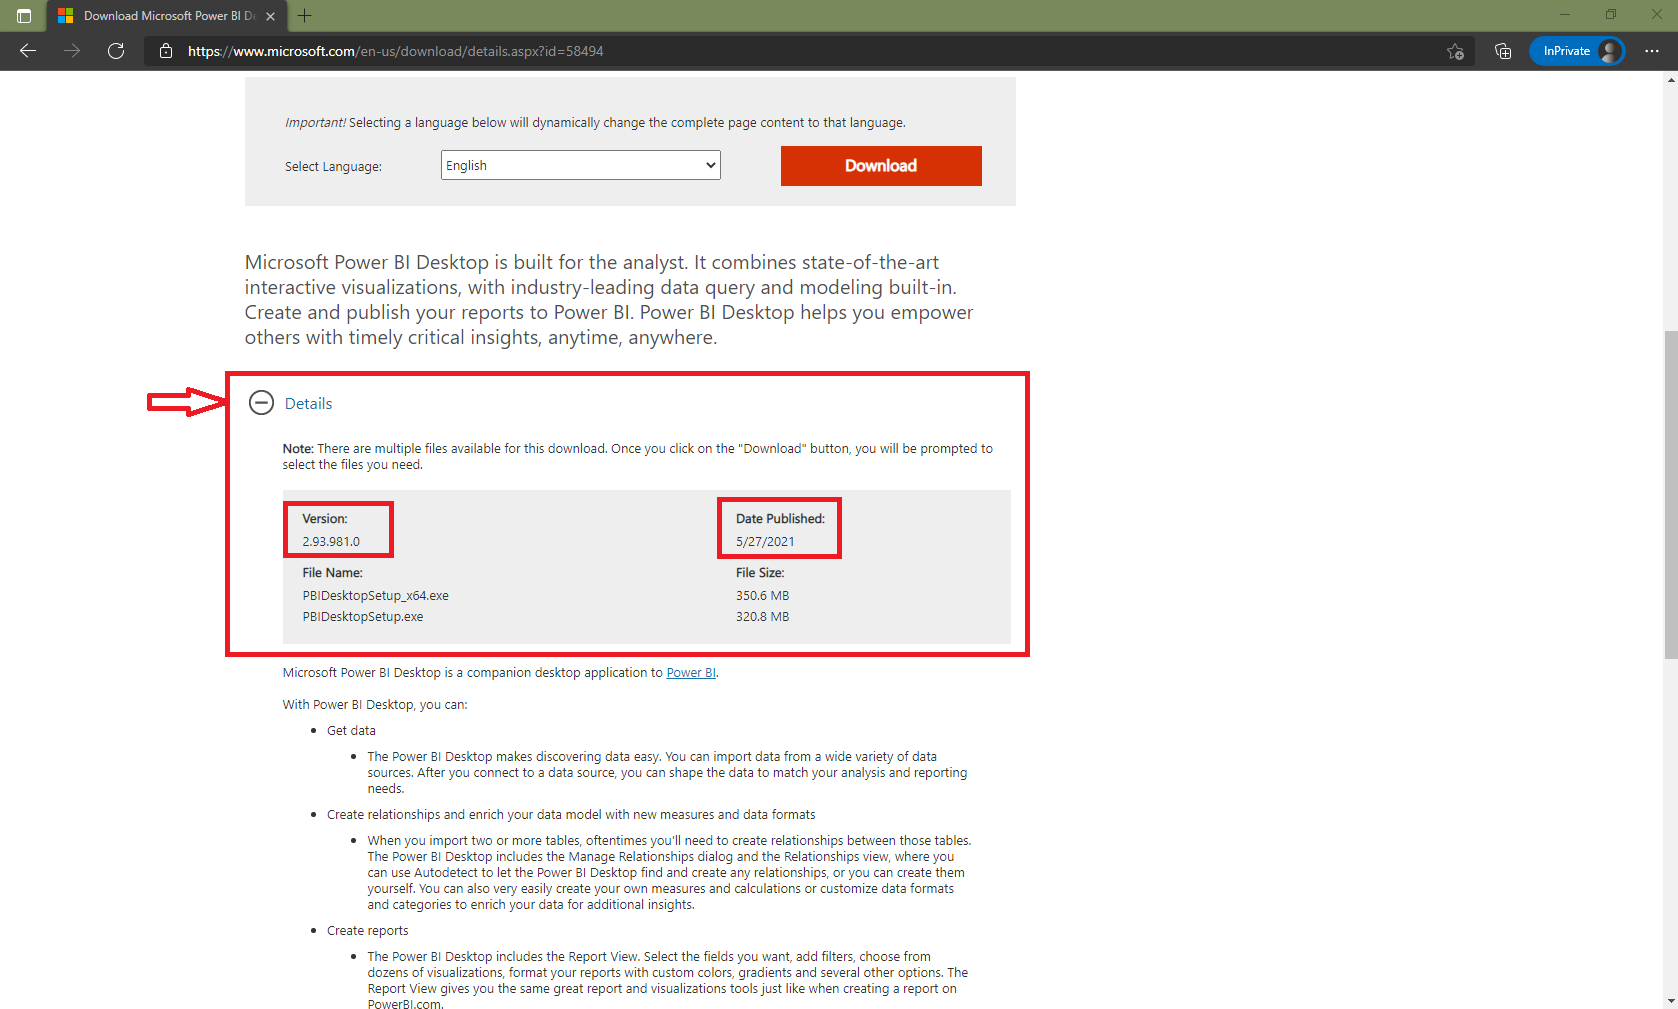 Download Microsoft Power BI De
https://www.microsoft.com/en-us/download/details.aspx?id=58494
InPrivate
Important! Selecting a language below will dynamically change the complete page content to that language.
Select Language:
English
Download
Microsoft Power BI Desktop is built for the analyst. It combines state-of-the-art
interactive visualizations, with industry-leading data query and modeling built-in.
Create and publish your reports to Power BI. Power BI Desktop helps you empower
others with timely critical insights, anytime, anywhere.
Details
Note: There are multiple files available for this download. Once you click on the "Download" button, you will be prompted to
select the files you need.
Version:
2.93.981.0
Date Published:
5/27/2021
File Name:
PBIDesktopSetup_x64.exe
PBIDesktopSetup.exe
File Size:
350.6 MB
320.8 MB
Microsoft Power BI Desktop is a companion desktop application to Power BI.
With Power BI Desktop, you can:
Get data
The Power BI Desktop makes discovering data easy. You can import data from a wide variety of data
sources. After you connect to a data source, you can shape the data to match your analysis and reporting
needs.
Create relationships and enrich your data model with new measures and data formats
When you import two or more tables, oftentimes you'll need to create relationships between those tables.
The Power BI Desktop includes the Manage Relationships dialog and the Relationships view, where you
can use Autodetect to let the Power BI Desktop find and create any relationships, or you can create them
yourself. You can also very easily create your own measures and calculations or customize data formats
and categories to enrich your data for additional insights.
Create reports
The Power BI Desktop includes the Report View. Select the fields you want, add filters, choose from
dozens of visualizations, format your reports with custom colors, gradients and several other options. The
Report View gives you the same great report and visualizations tools just like when creating a report on
PowerBI.com.